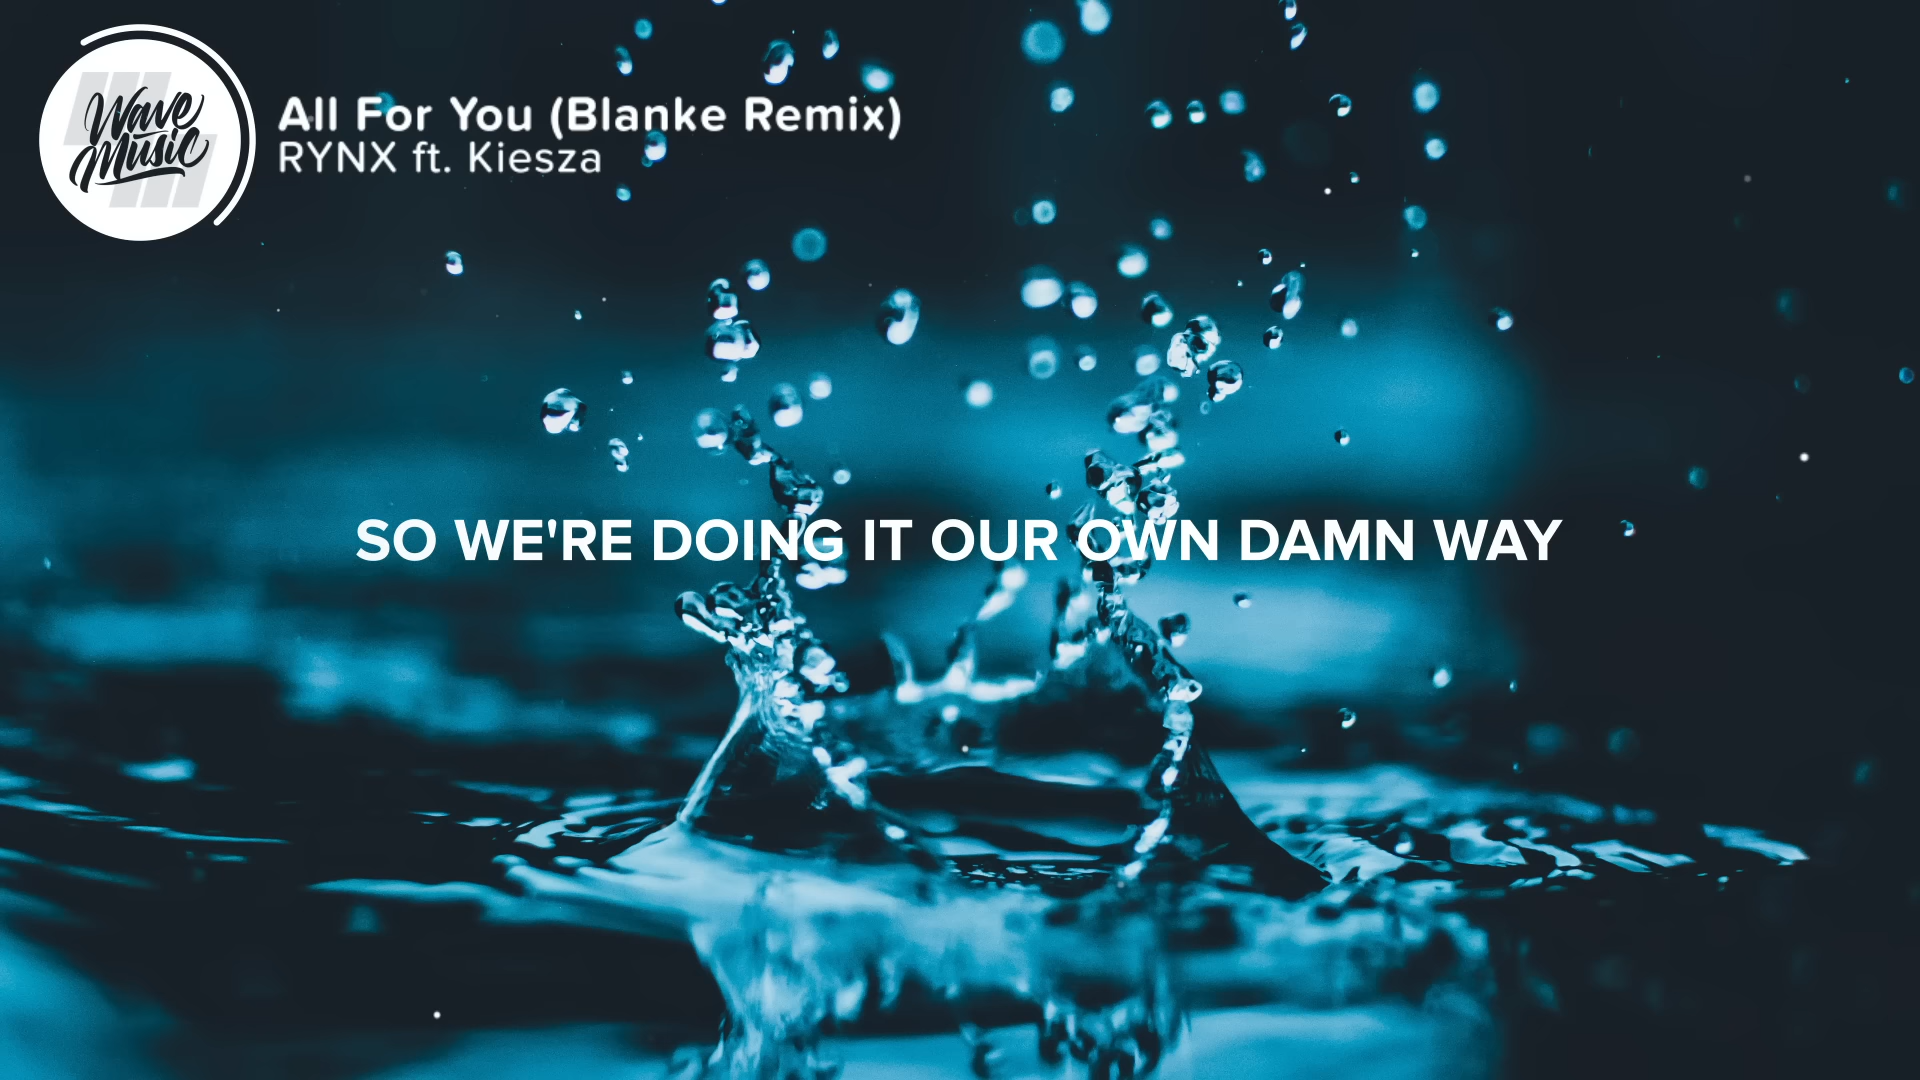 Wave
Music
All For You (Blanke Remix)
RYNX ft. Kiesza
SO WE'RE DOING IT OUR OWN DAMN WAY